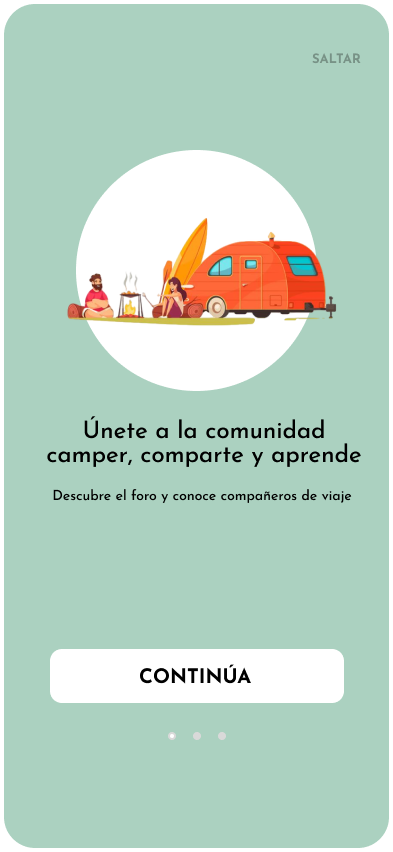 SALTAR
Únete a la comunidad
camper, comparte y aprende
Descubre el foro y conoce compañeros de viaje
CONTINÚA